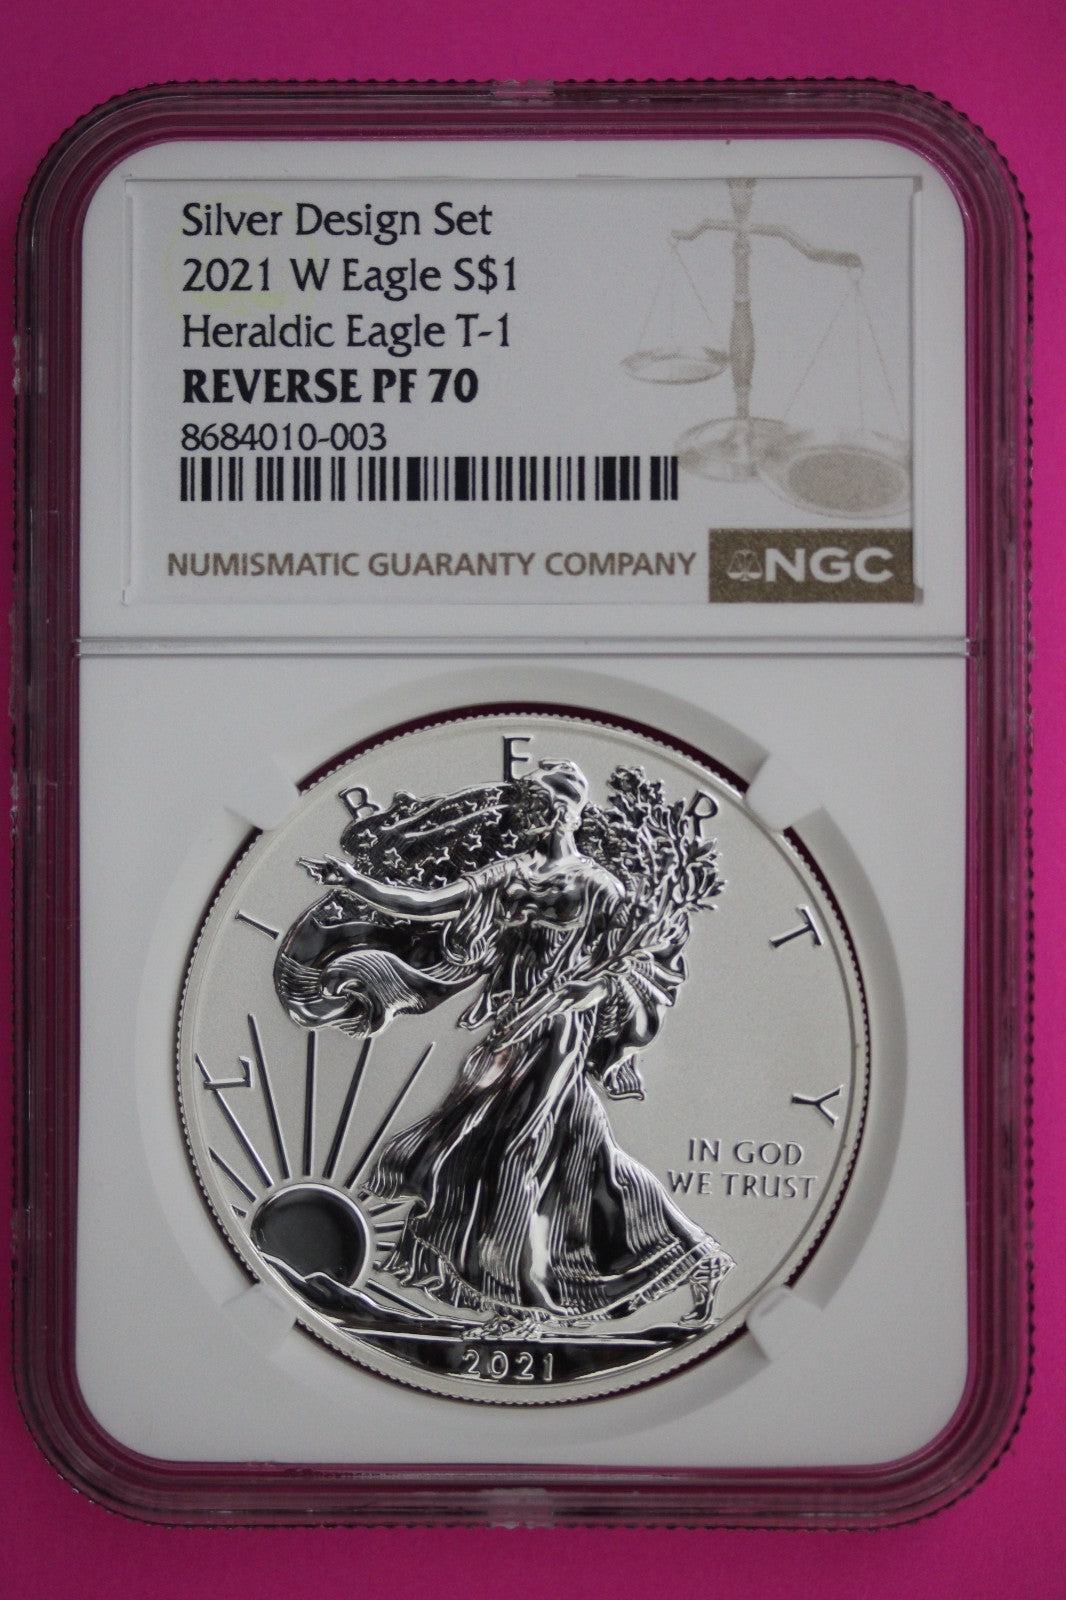 Silver Design Set
2021 W Eagle S$1
Heraldic Eagle T-1
REVERSE PF 70
8684010-003
NUMISMATIC GUARANTY COMPANY
NGC
LIBERTY
IN GOD
WE TRUST
2021